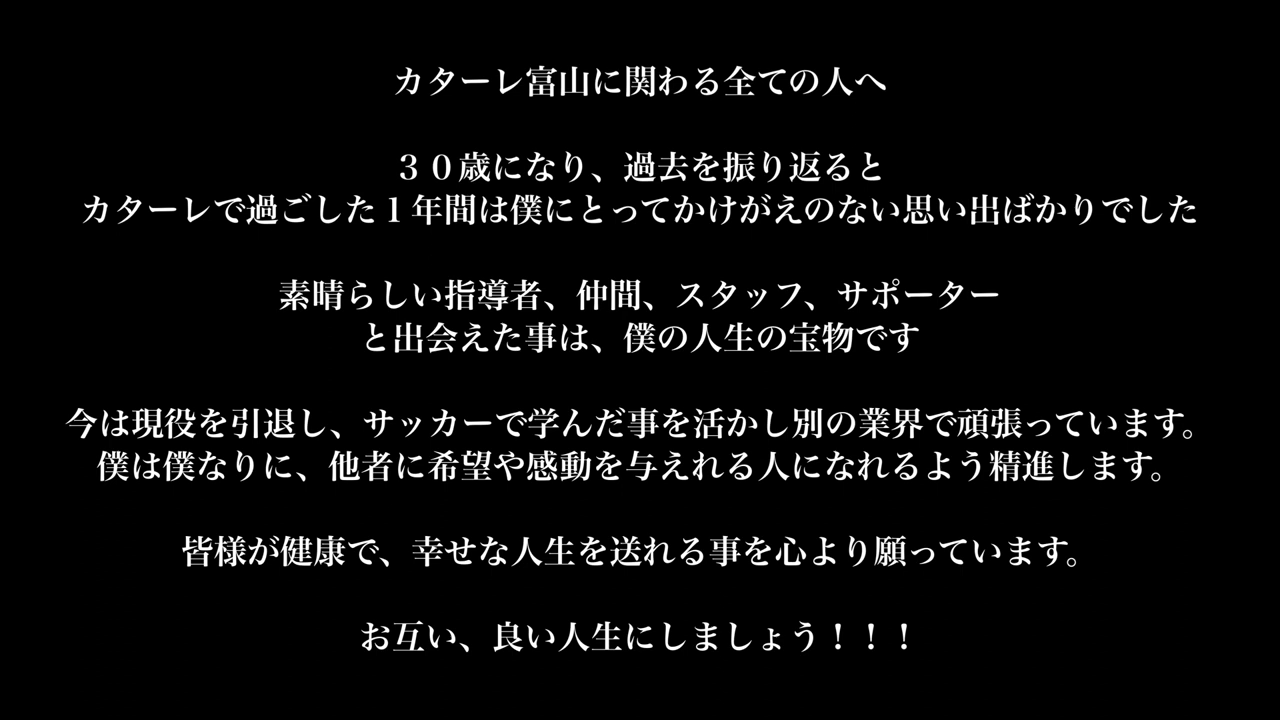 カターレ富山に関わる全ての人へ
３０歳になり、過去を振り返ると
カターレで過ごした１年間は僕にとってかけがえのない思い出ばかりでした
素晴らしい指導者、仲間、スタッフ、サポーター
と出会えた事は、僕の人生の宝物です
今は現役を引退し、サッカーで学んだ事を活かし別の業界で頑張っています。
僕は僕なりに、他者に希望や感動を与えれる人になれるよう精進します。
皆様が健康で、幸せな人生を送れる事を心より願っています。
お互い、良い人生にしましょう！！！